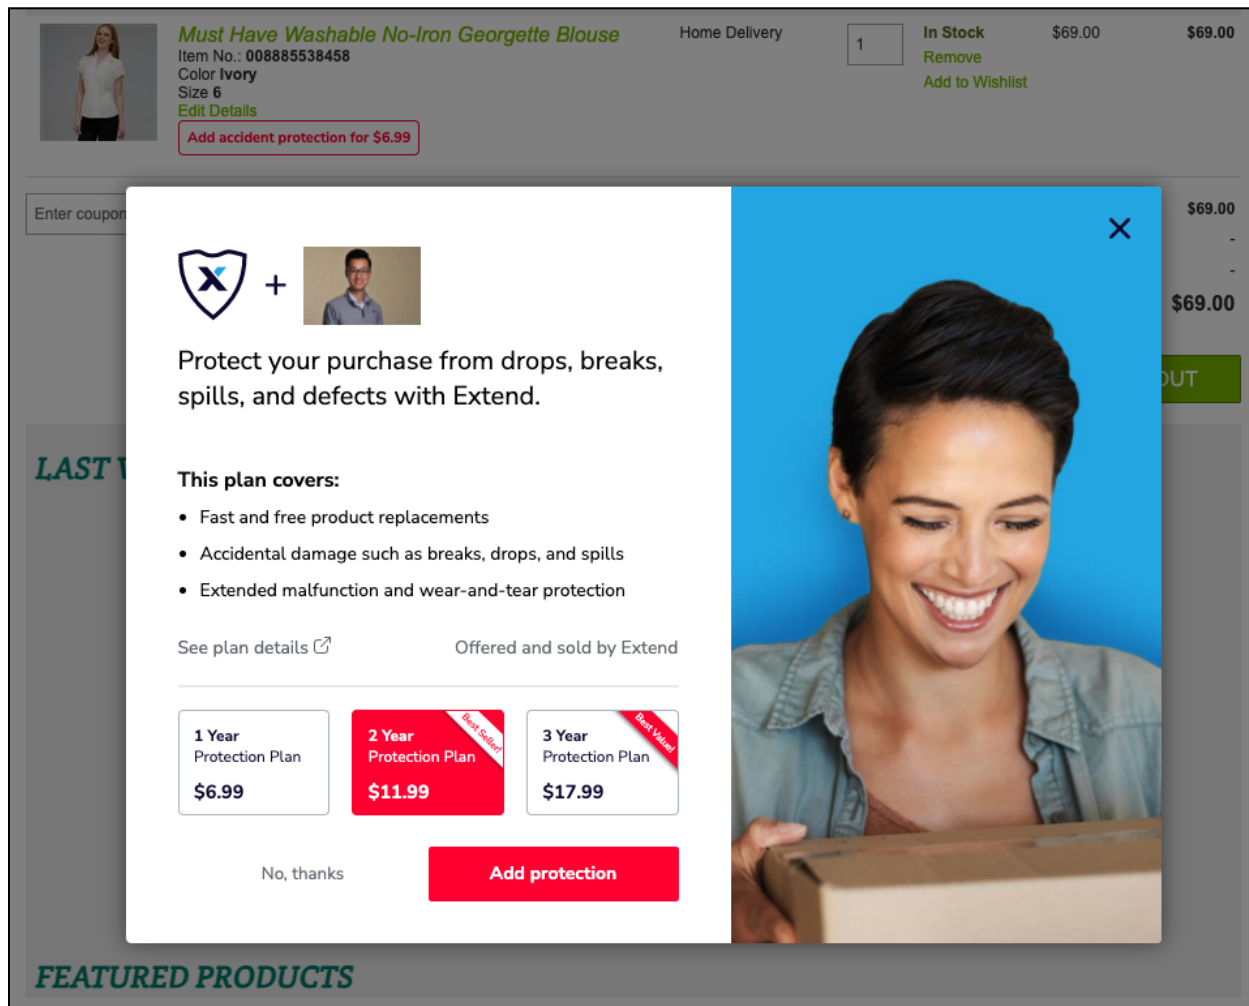 Must Have Washable No-Iron Georgette Blouse
Item No.: 008885538458
Color Ivory
Size 6
Edit Details
Add accident protection for $6.99
Home Delivery
1
In Stock
Remove
Add to Wishlist
$69.00
$69.00
Enter coupon
$69.00
-
-
$69.00
OUT
LAST
X +
Protect your purchase from drops, breaks,
spills, and defects with Extend.
This plan covers:
• Fast and free product replacements
• Accidental damage such as breaks, drops, and spills
• Extended malfunction and wear-and-tear protection
See plan details
Offered and sold by Extend
1 Year
Protection Plan
$6.99
Best Seller!
2 Year
Protection Plan
$11.99
Best Value!
3 Year
Protection Plan
$17.99
No, thanks
Add protection
FEATURED PRODUCTS